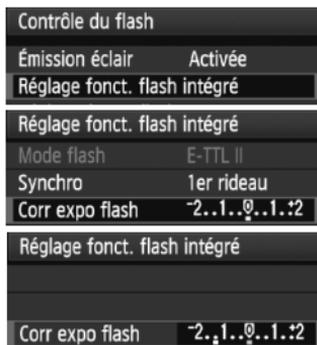 Contrôle du flash
Émission éclair Activée
Réglage fonct. flash intégré
Réglage fonct. flash intégré
Mode flash E-TTL II
Synchro 1er rideau
Corr expo flash -2..1..0..1..+2
Réglage fonct. flash intégré
Corr expo flash -2..1..0..1..+2